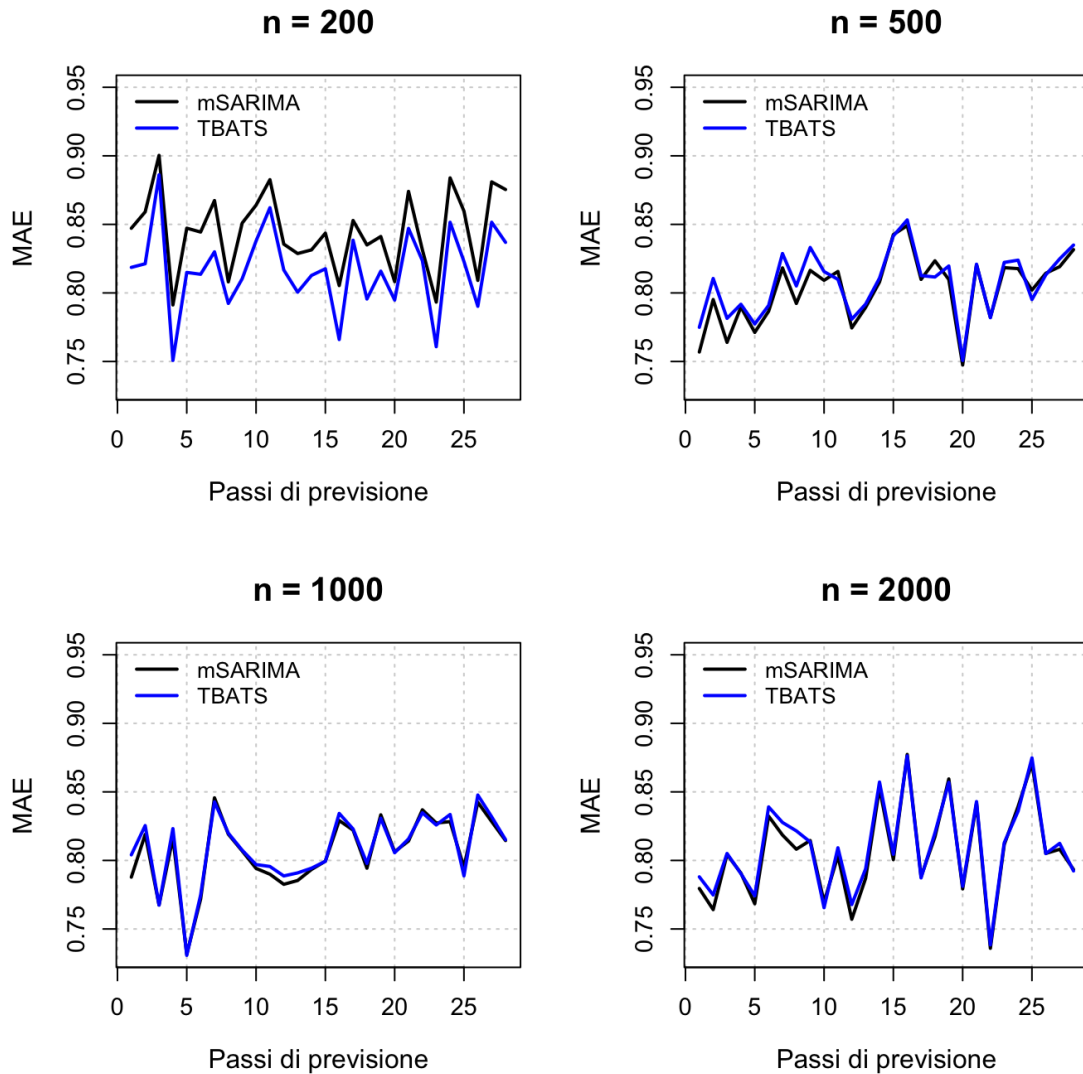 n = 200
0.95
0.90
0.85
0.80
0.75
MAE
mSARIMA
TBATS
0 5 10 15 20 25
Passi di previsione
n = 500
0.95
0.90
0.85
0.80
0.75
MAE
mSARIMA
TBATS
0 5 10 15 20 25
Passi di previsione
n = 1000
0.95
0.90
0.85
0.80
0.75
MAE
mSARIMA
TBATS
0 5 10 15 20 25
Passi di previsione
n = 2000
0.95
0.90
0.85
0.80
0.75
MAE
mSARIMA
TBATS
0 5 10 15 20 25
Passi di previsione